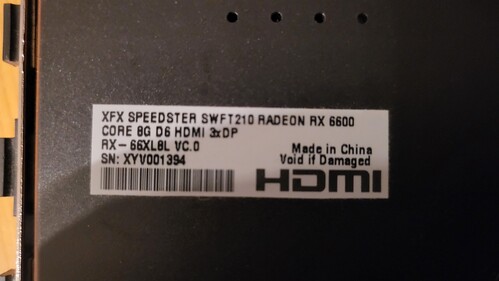 XFX SPEEDSTER SWFT210 RADEON RX 6600
CORE 8G D6 HDMI 3xDP
RX-66XL8L VC.0
SN: XYV001394
Made in China
Void if Damaged
HDMI